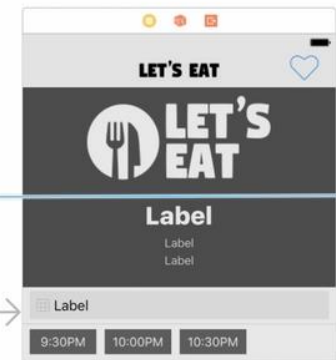 LET'S EAT
LET'S
EAT
Label
Label
Label
Label
9:30PM 10:00PM 10:30PM